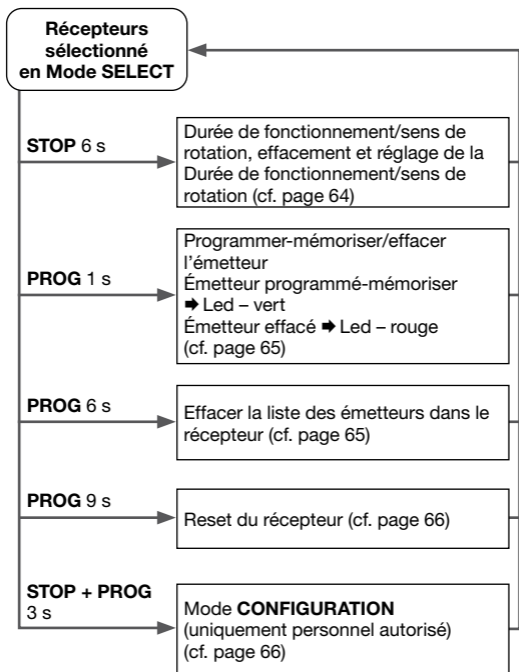 Récepteurs
sélectionné
en Mode SELECT
STOP 6 s
Durée de fonctionnement/sens de
rotation, effacement et réglage de la
Durée de fonctionnement/sens de
rotation (cf. page 64)
PROG 1 s
Programmer-mémoriser/effacer
l’émetteur
Émetteur programmé-mémoriser
➡ Led – vert
Émetteur effacé ➡ Led – rouge
(cf. page 65)
PROG 6 s
Effacer la liste des émetteurs dans le
récepteur (cf. page 65)
PROG 9 s
Reset du récepteur (cf. page 66)
STOP + PROG
3 s
Mode CONFIGURATION
(uniquement personnel autorisé)
(cf. page 66)